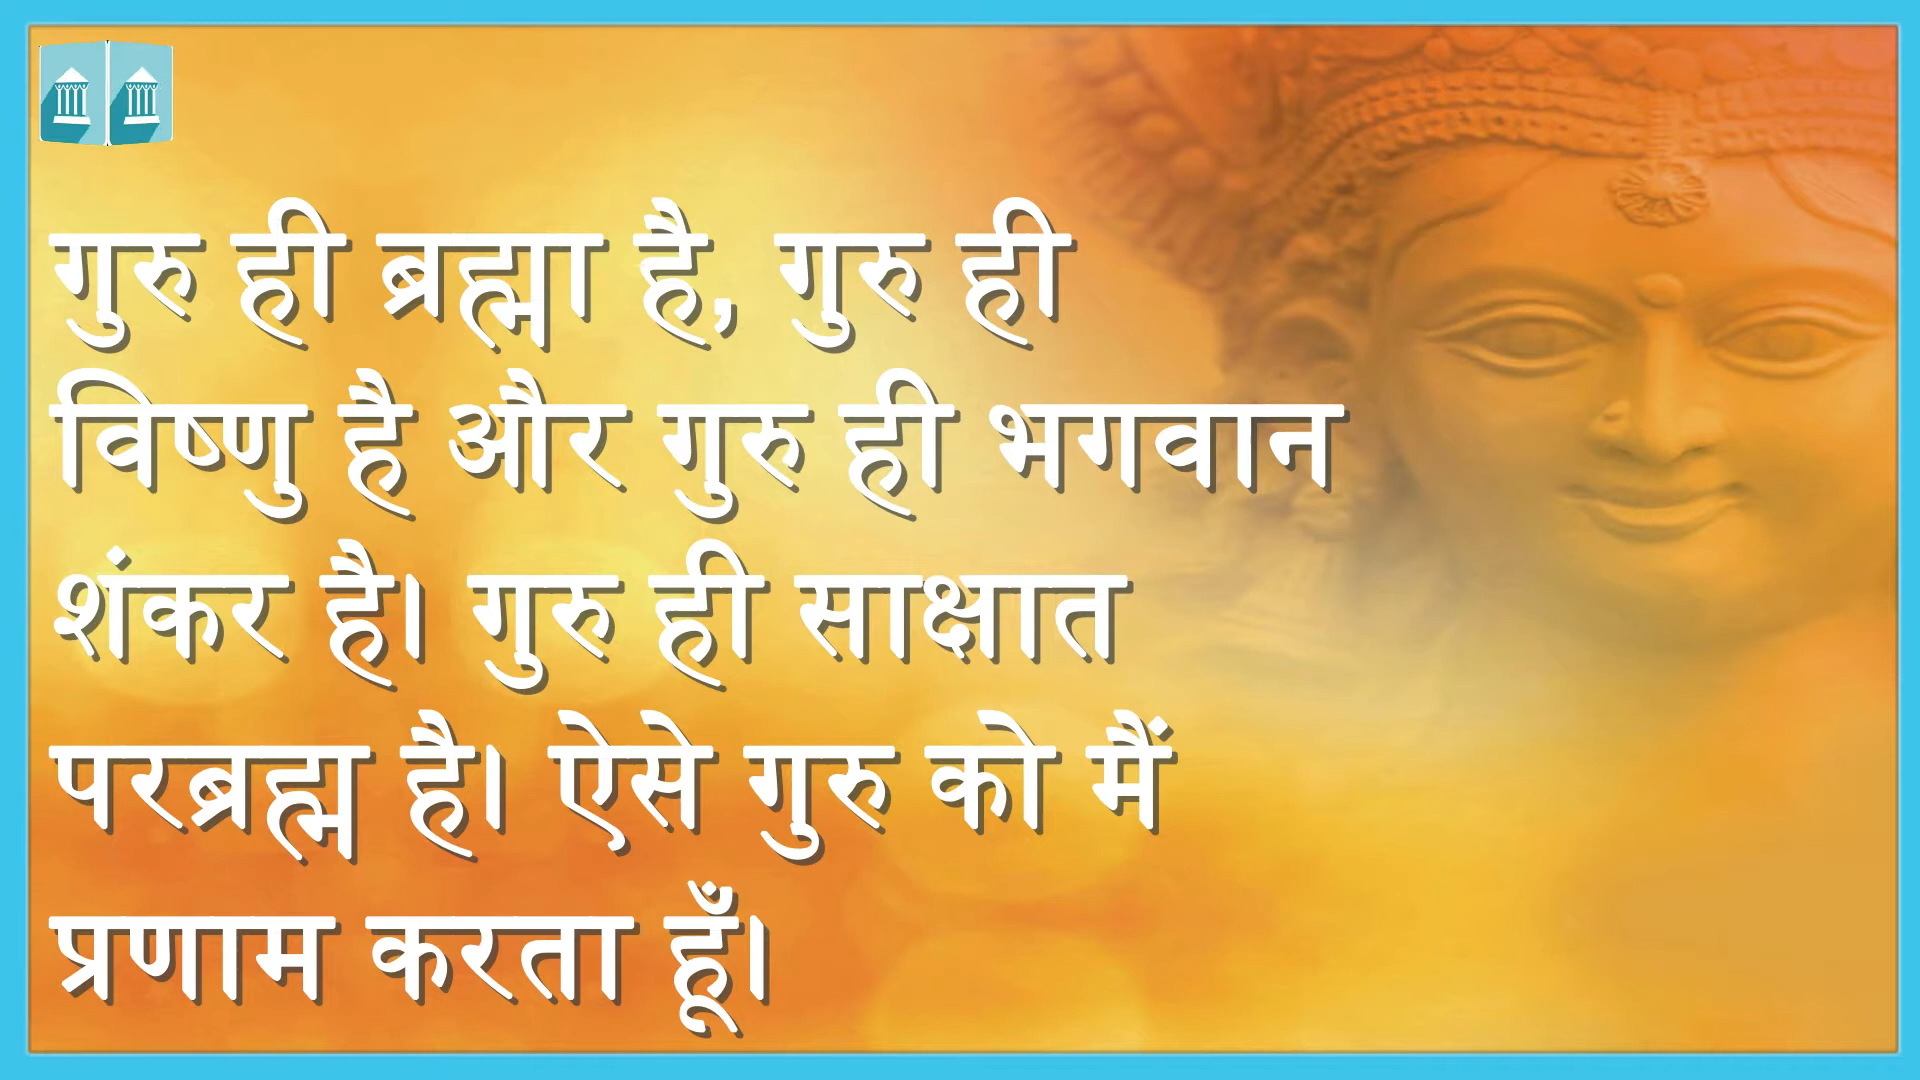 गुरु ही ब्रह्मा है, गुरु ही
विष्णु है और गुरु ही भगवान
शंकर है। गुरु ही साक्षात
परब्रह्म है। ऐसे गुरु को मैं
प्रणाम करता हूँ।